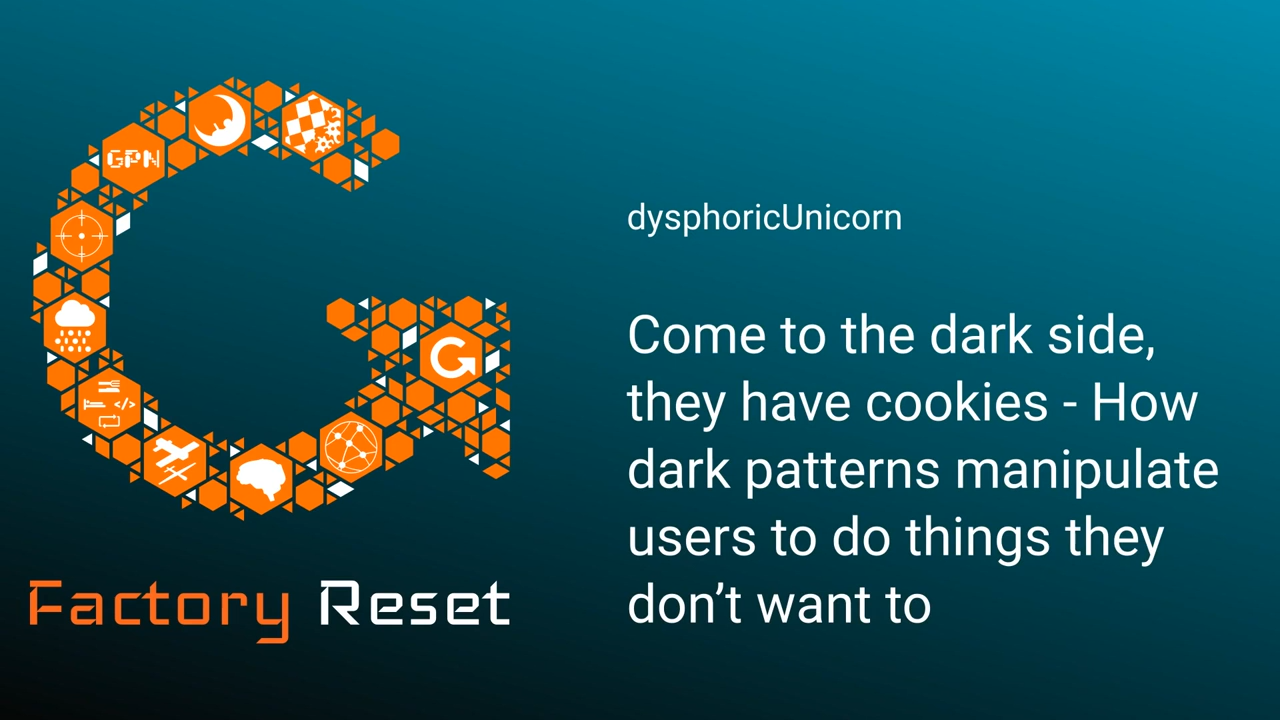 GPN
</>
Factory Reset
dysphoricUnicorn
Come to the dark side,
they have cookies - How
dark patterns manipulate
users to do things they
don’t want to